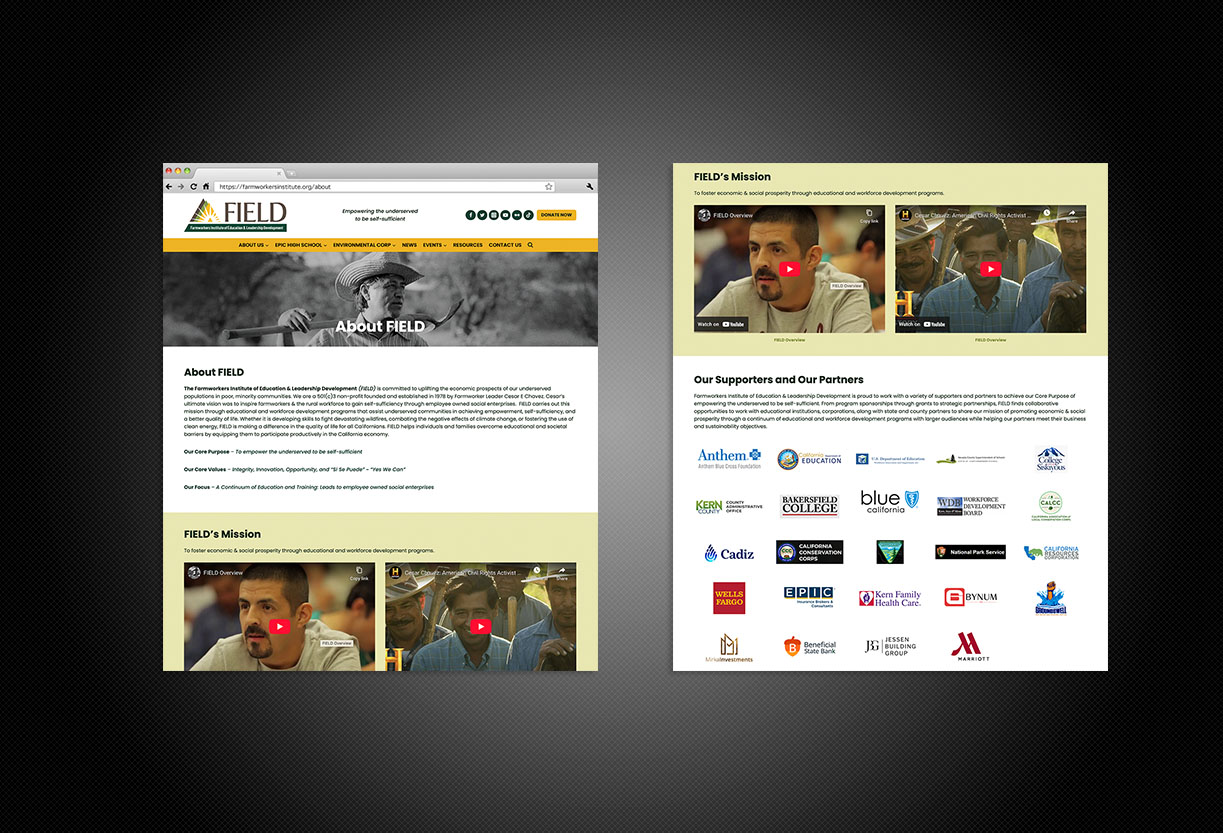 https://farmworkersinstitute.org/about
FIELD
Farmworkers Institute of Education & Leadership Development
Empowering the underserved
to be self-sufficient
DONATE NOW
ABOUT US
EPIC HIGH SCHOOL
ENVIRONMENTAL CORP
NEWS
EVENTS
RESOURCES
CONTACT US
About FIELD
About FIELD
The Farmworkers Institute of Education & Leadership Development (FIELD) is committed to uplifting the economic prospects of our underserved
populations in poor, minority communities. We are a 501(c)3 non-profit founded and established in 1978 by Farmworker Leader Cesar E Chavez. Cesar's
ultimate vision was to inspire farmworkers & the rural workforce to gain self-sufficiency through employee owned social enterprises. FIELD carries out this
mission through educational and workforce development programs that assist underserved communities in achieving empowerment, self-sufficiency, and
a better quality of life. Whether it is developing skills to fight devastating wildfires, combating the negative effects of climate change, or fostering the use of
clean energy, FIELD is making a difference in the quality of life for all Californians. FIELD helps individuals and families overcome educational and societal
barriers by equipping them to participate productively in the California economy.
Our Core Purpose – To empower the underserved to be self-sufficient
Our Core Values – Integrity, Innovation, Opportunity, and "Si Se Puede" – "Yes We Can"
Our Focus – A Continuum of Education and Training: Leads to employee owned social enterprises
FIELD's Mission
To foster economic & social prosperity through educational and workforce development programs.
FIELD Overview
Copy link
FIELD Overview
H
Cesar Chavez: American Civil Rights Activist ...
Share
H
FIELD's Mission
To foster economic & social prosperity through educational and workforce development programs.
FIELD Overview
Copy link
FIELD Overview
Watch on YouTube
H
Cesar Chavez: American Civil Rights Activist ...
Share
H
Watch on YouTube
FIELD Overview
FIELD Overview
Our Supporters and Our Partners
Farmworkers Institute of Education & Leadership Development is proud to work with a variety of supporters and partners to achieve our Core Purpose of
empowering the underserved to be self-sufficient. From program sponsorships through grants to strategic partnerships, FIELD finds collaborative
opportunities to work with educational institutions, corporations, along with state and county partners to share our mission of promoting economic & social
prosperity through a continuum of educational and workforce development programs with larger audiences while helping our partners meet their business
and sustainability objectives.
Anthem
Anthem Blue Cross Foundation
California Department of
EDUCATION
U.S. Department of Education
College
Siskiyous
KERN
COUNTY
COUNTY
ADMINISTRATIVE
OFFICE
BAKERSFIELD
COLLEGE
blue
california
WDB
WORKFORCE
DEVELOPMENT
BOARD
CALCC
CALIFORNIA ASSOCIATION OF
LOCAL CONSERVATION CORPS
Cadiz
CALIFORNIA
CONSERVATION
CORPS
National Park Service
CALIFORNIA
RESOURCES
CORPORATION
WELLS
FARGO
EPIC
Insurance Brokers &
Consultants
Kern Family
Health Care.
BYNUM
GROUNDSWELL
MirkaInvestments
B
Beneficial
State Bank
JBG
JESSEN
BUILDING
GROUP
MARRIOTT